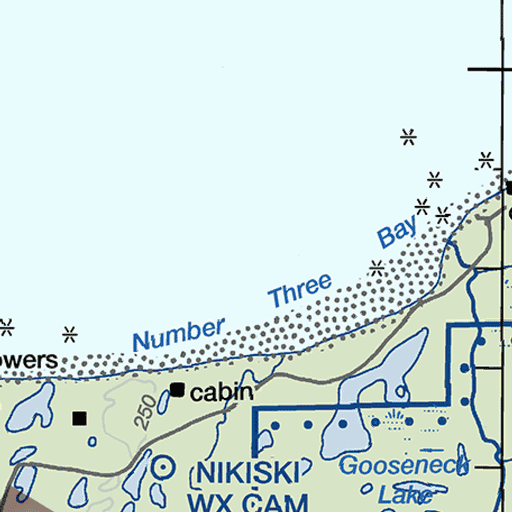 Number Three Bay
owers
cabin
250
NIKISKI
WX CAM
Gooseneck
Lake